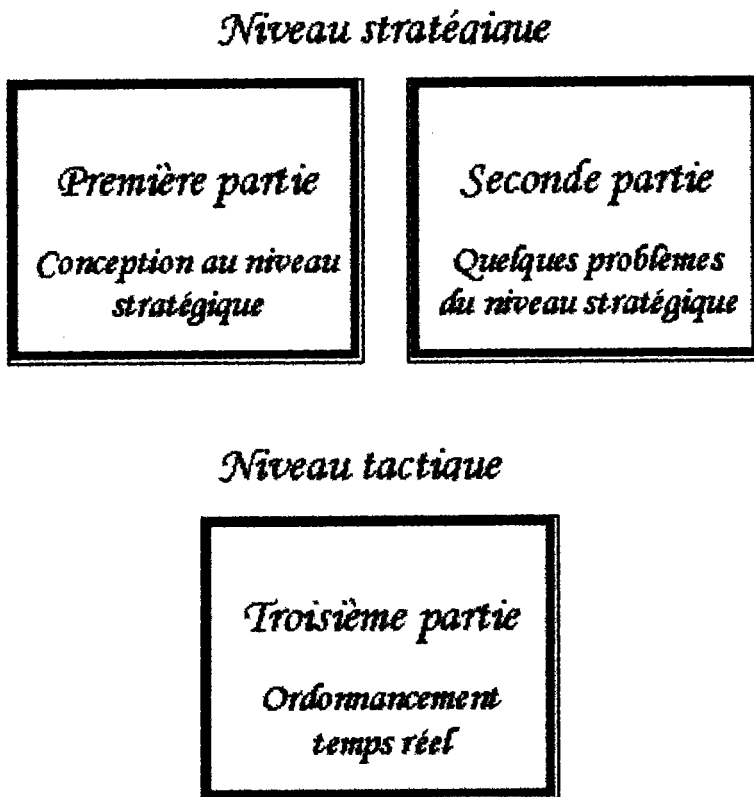 Niveau stratégique
Première partie
Conception au niveau
stratégique
Seconde partie
Quelques problèmes
du niveau stratégique
Niveau tactique
Troisième partie
Ordonnancement
temps réel